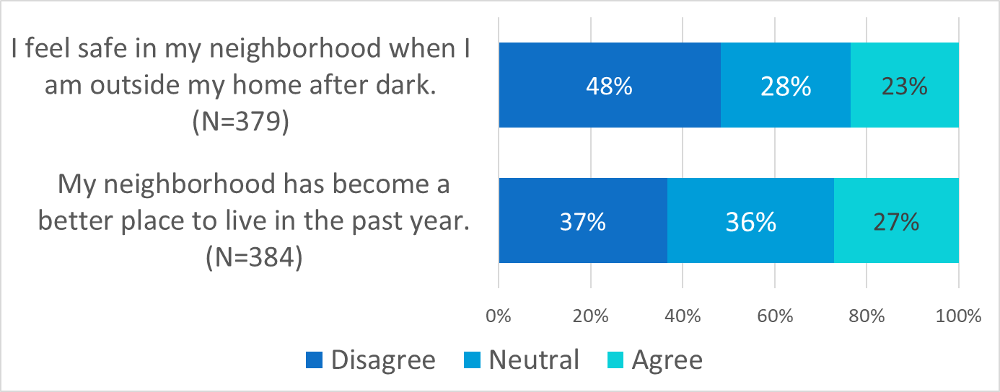 I feel safe in my neighborhood when I
am outside my home after dark.
(N=379)
48% 28% 23%
My neighborhood has become a
better place to live in the past year.
(N=384)
37% 36% 27%
0% 20% 40% 60% 80% 100%
Disagree Neutral Agree